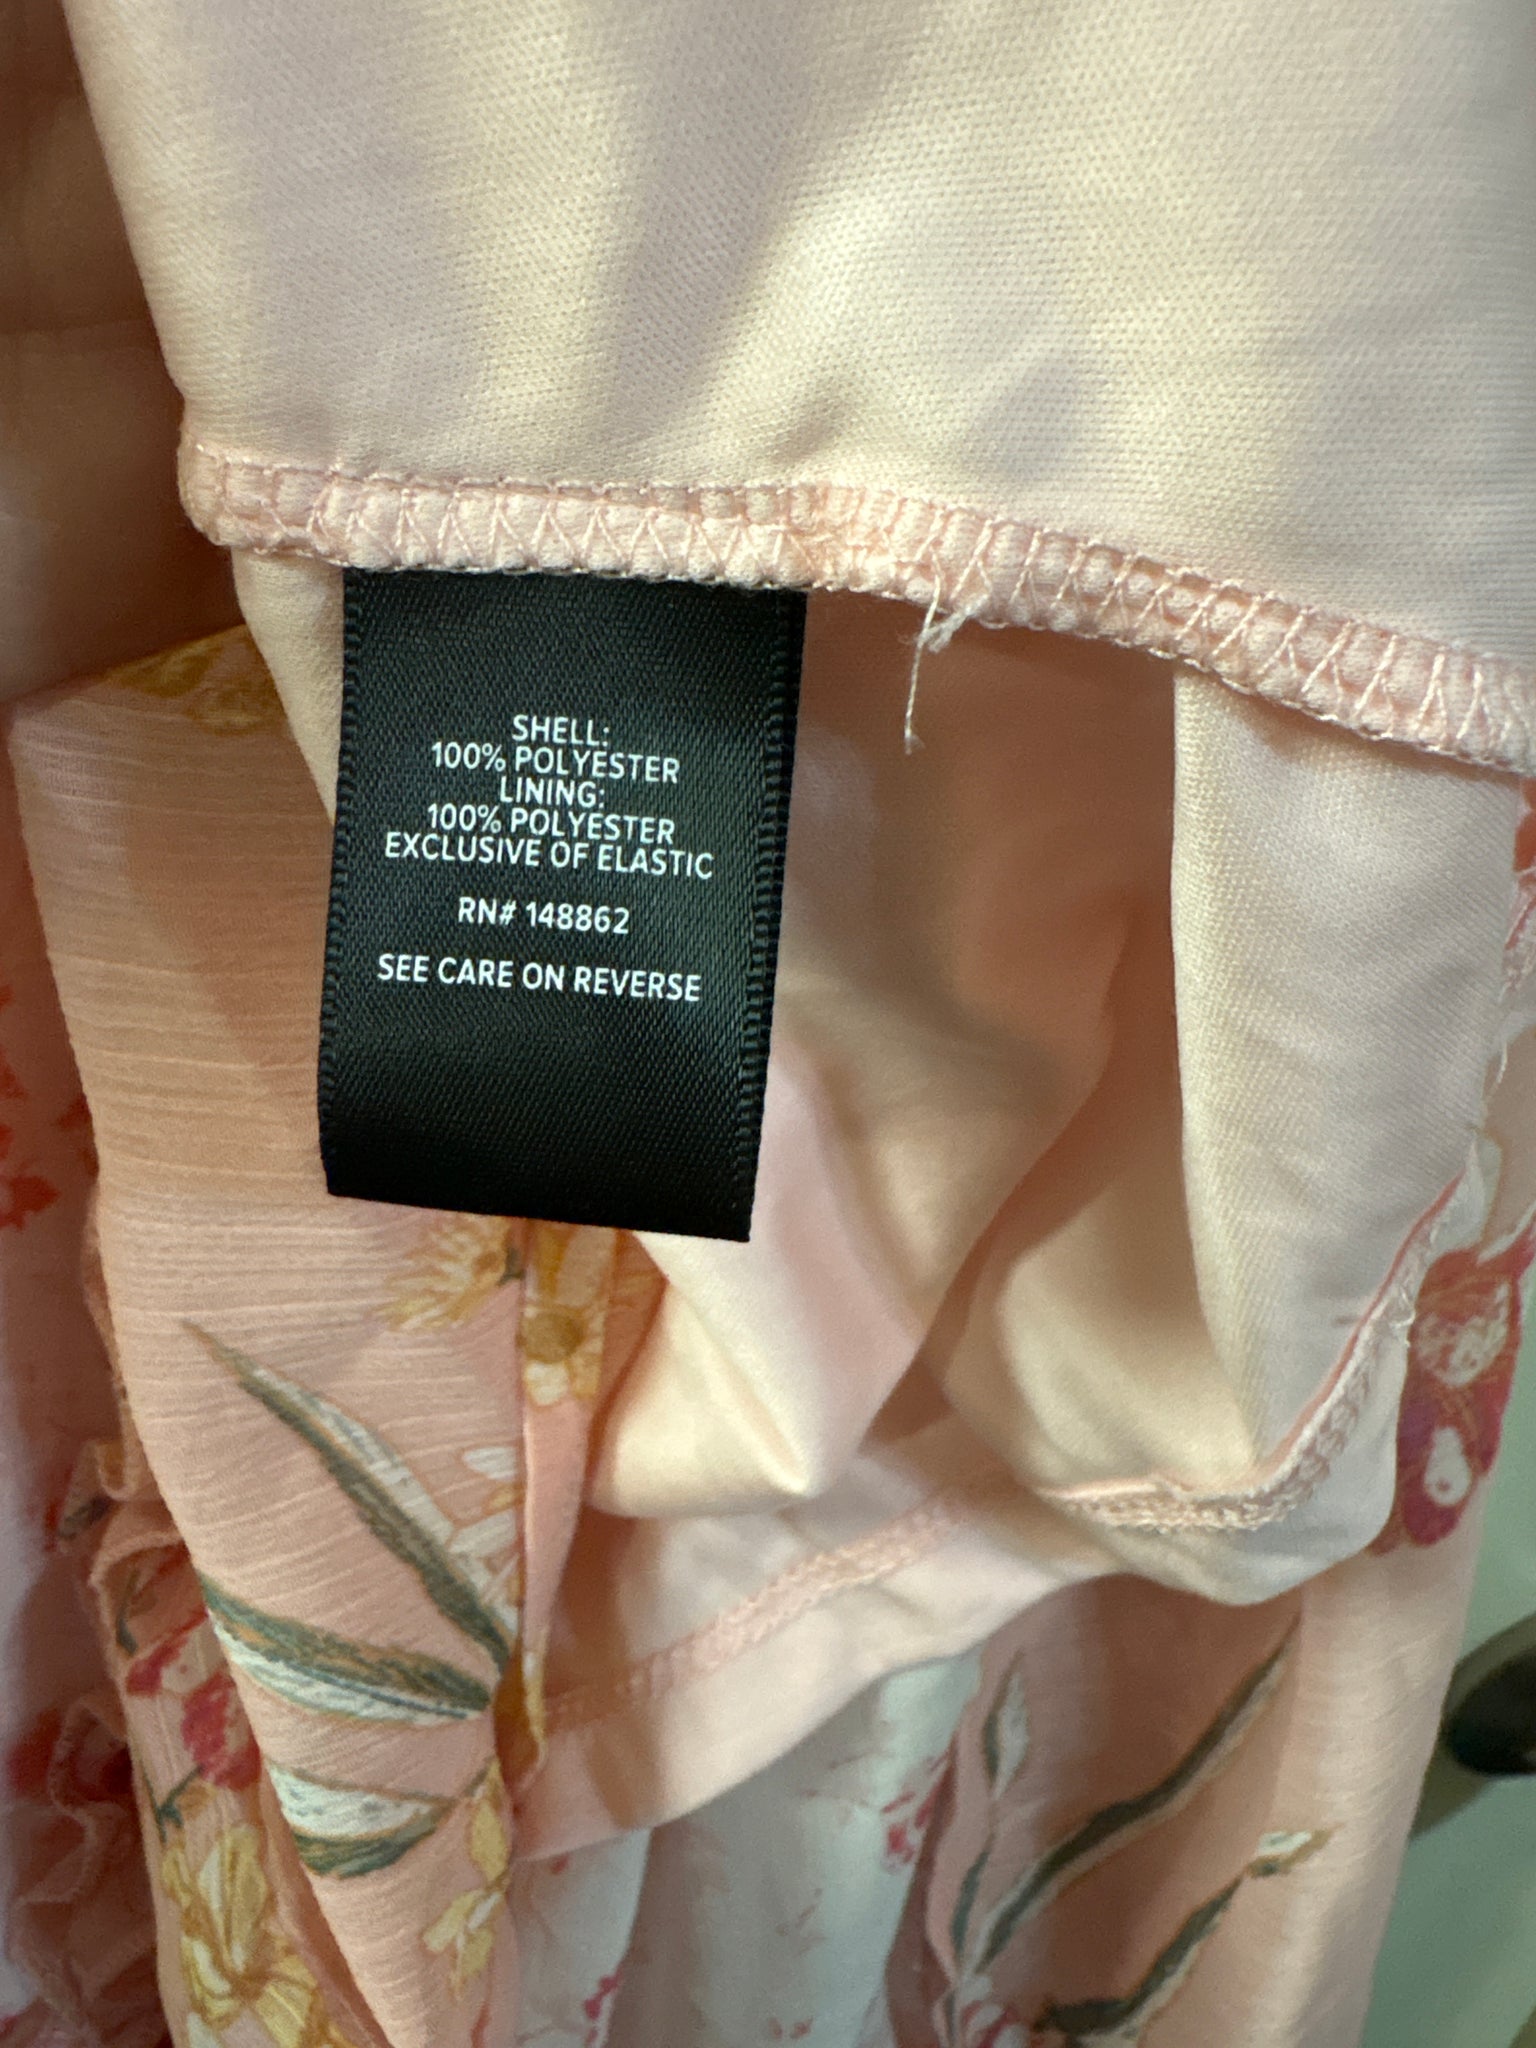 SHELL:
100% POLYESTER
LINING:
100% POLYESTER
EXCLUSIVE OF ELASTIC
RN# 148862
SEE CARE ON REVERSE